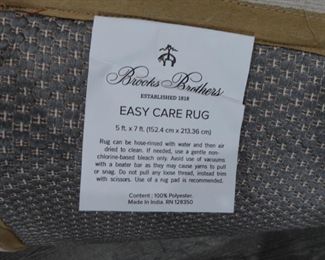 Brooks Brothers
ESTABLISHED 1818
EASY CARE RUG
5 ft. x 7 ft. (152.4 cm x 213.36 cm)
Rug can be hose-rinsed with water and then air
dried to clean. If needed, use a gentle non-
chlorine-based bleach only. Avoid use of vacuums
with a beater bar as they may cause yarns to pull
or snag. Do not pull any loose thread, instead trim
with scissors. Use of a rug pad is recommended.
Content : 100% Polyester.
Made In India. RN 128350